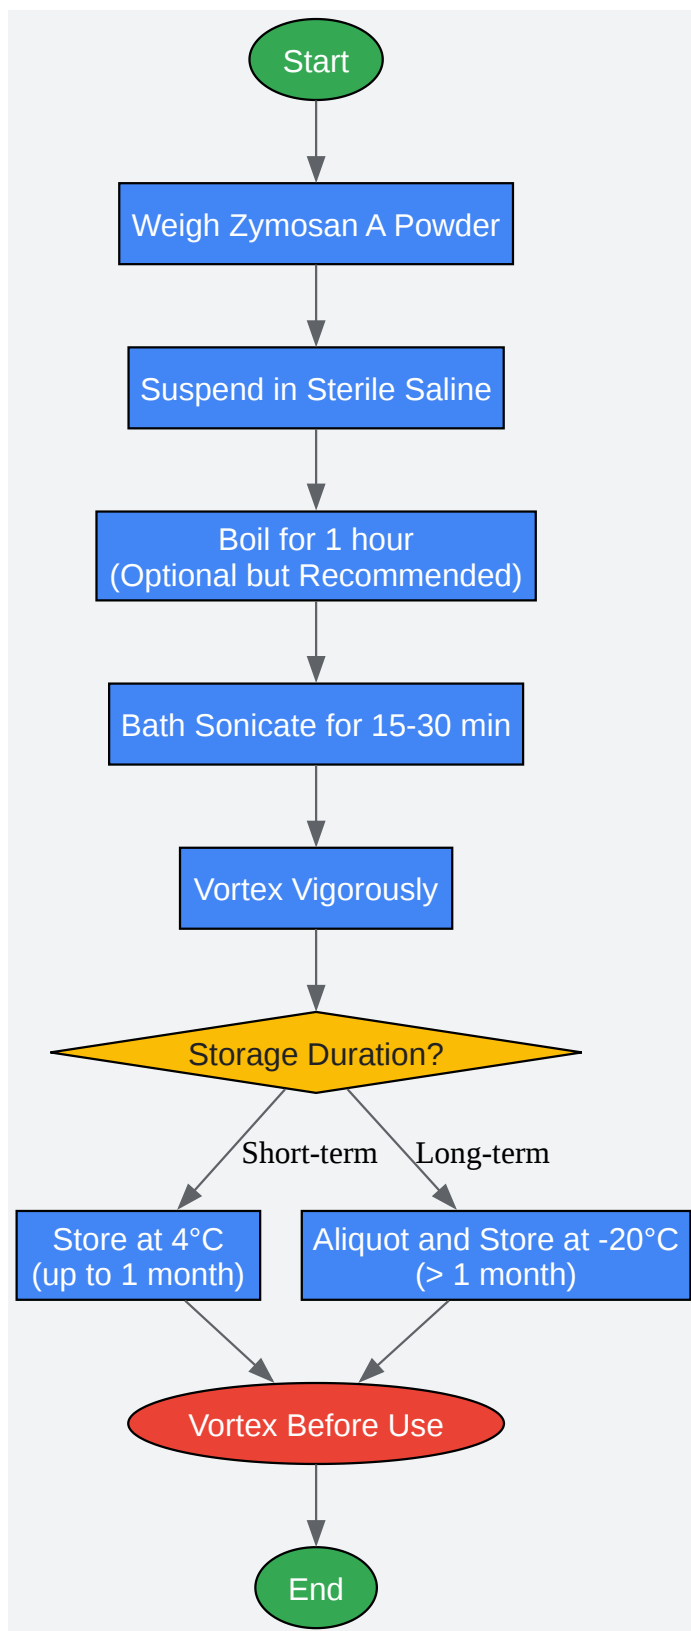 Start
Weigh Zymosan A Powder
Suspend in Sterile Saline
Boil for 1 hour
(Optional but Recommended)
Bath Sonicate for 15-30 min
Vortex Vigorously
Storage Duration?
Short-term
Long-term
Store at 4°C
(up to 1 month)
Aliquot and Store at -20°C
(> 1 month)
Vortex Before Use
End